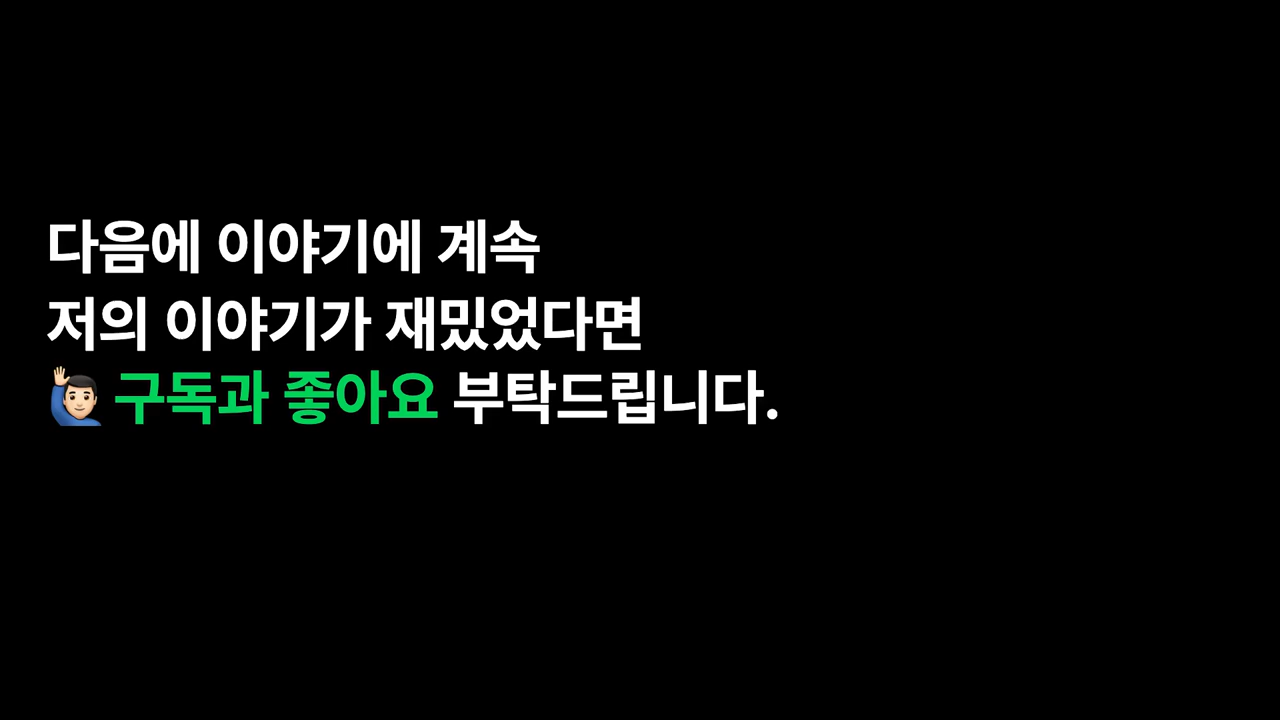 다음에 이야기에 계속
저의 이야기가 재밌었다면
🙋🏻‍♂️ 구독과 좋아요 부탁드립니다.